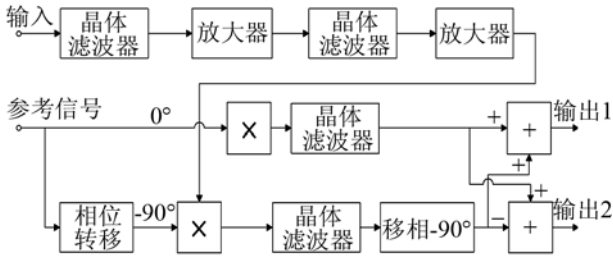 输入
晶体
滤波器
放大器
晶体
滤波器
放大器
参考信号
0°
×
晶体
滤波器
+
+
输出1
+
相位
转移
-90°
×
晶体
滤波器
移相-90°
+
−
+
输出2